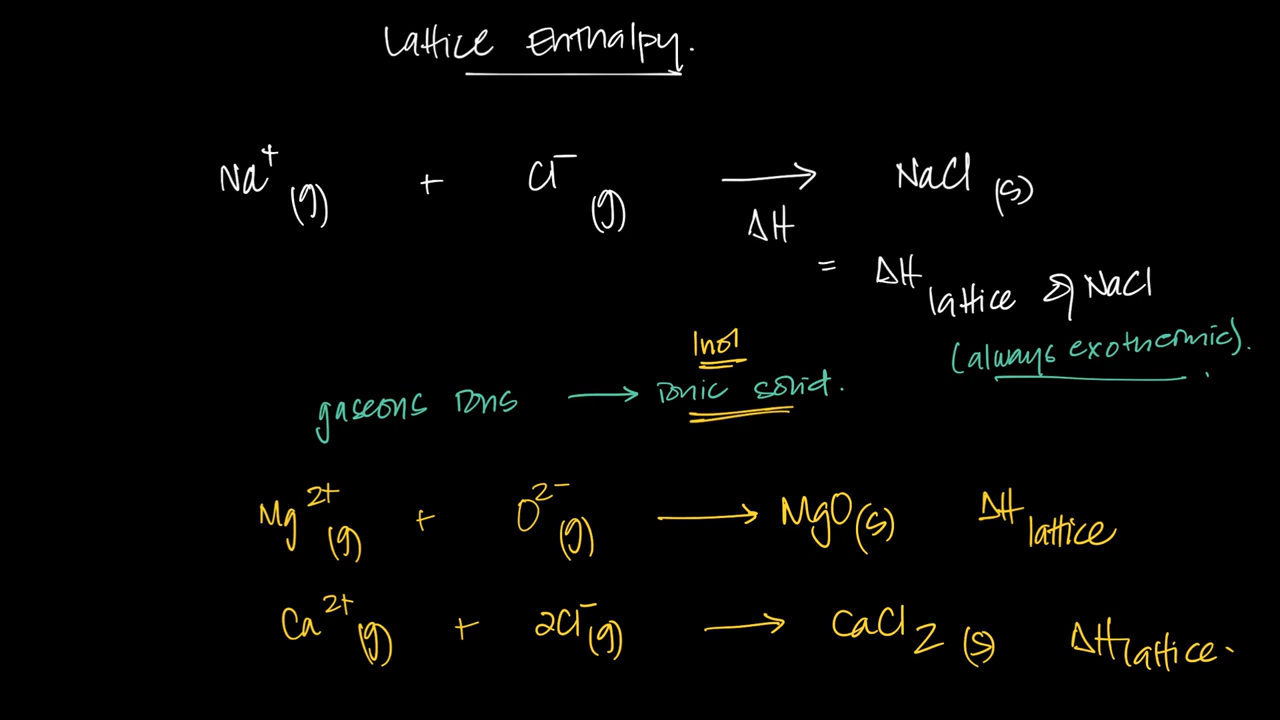 Lattice Enthalpy.
Na⁺(g) + Cl⁻(g) → NaCl(s)
ΔH
= ΔH lattice of NaCl
(always exothermic).
1mol
gaseous ions → ionic solid.
Mg²⁺(g) + O²⁻(g) → MgO(s) ΔH lattice
Ca²⁺(g) + 2Cl⁻(g) → CaCl₂(s) ΔH lattice.